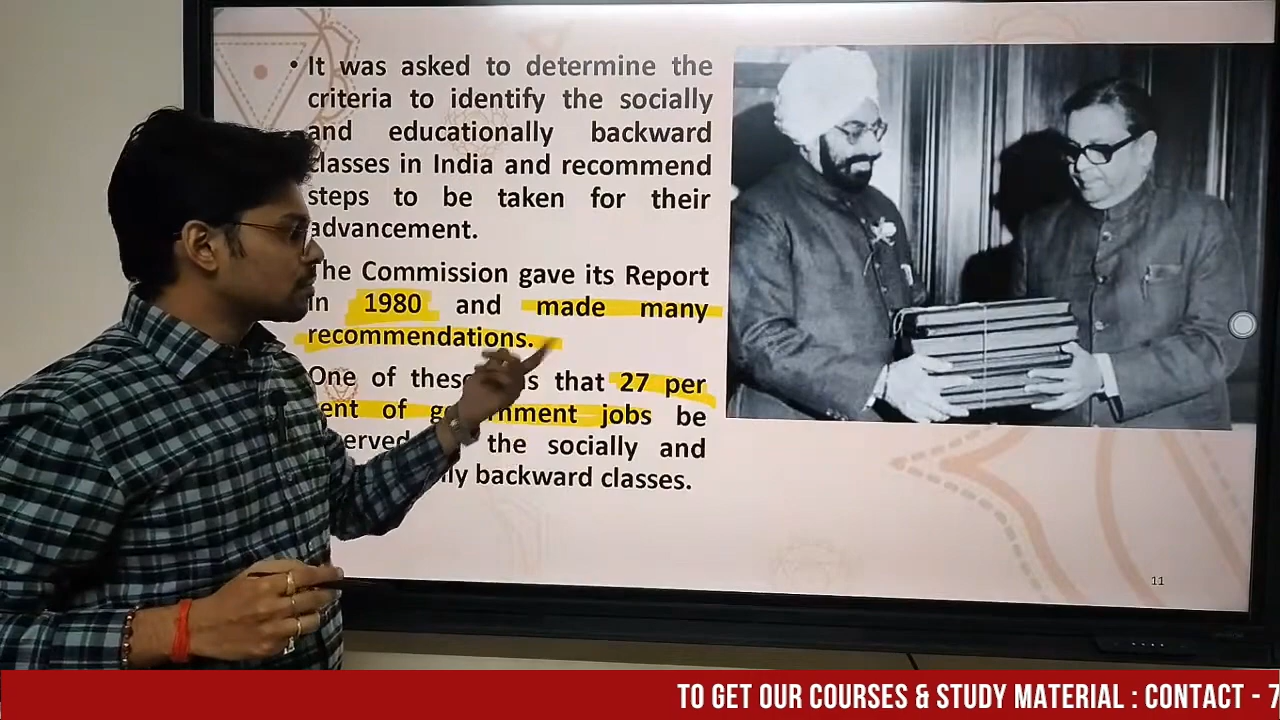 • It was asked to determine the
criteria to identify the socially
and educationally backward
classes in India and recommend
steps to be taken for their
advancement.
The Commission gave its Report
in 1980 and made many
recommendations.
One of these was that 27 per
cent of government jobs be
the socially and
backward classes.
11
TO GET OUR COURSES & STUDY MATERIAL : CONTACT - 7